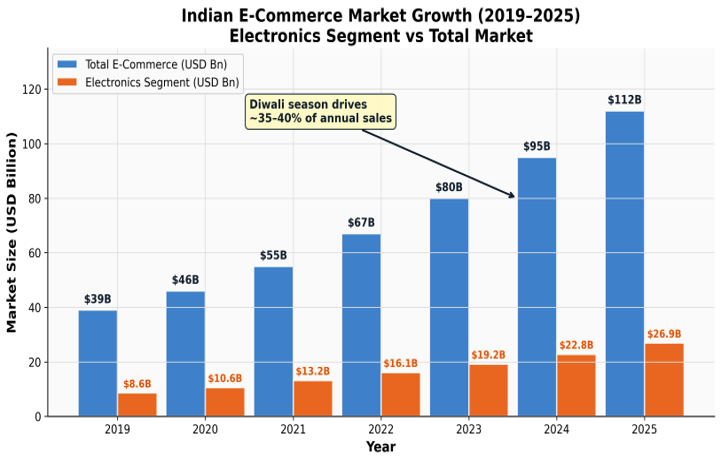 Indian E-Commerce Market Growth (2019–2025)
Electronics Segment vs Total Market
Total E-Commerce (USD Bn)
Electronics Segment (USD Bn)
Diwali season drives
~35–40% of annual sales
Market Size (USD Billion)
120
100
80
60
40
20
0
$39B
$8.6B
$46B
$10.6B
$55B
$13.2B
$67B
$16.1B
$80B
$19.2B
$95B
$22.8B
$112B
$26.9B
2019
2020
2021
2022
2023
2024
2025
Year